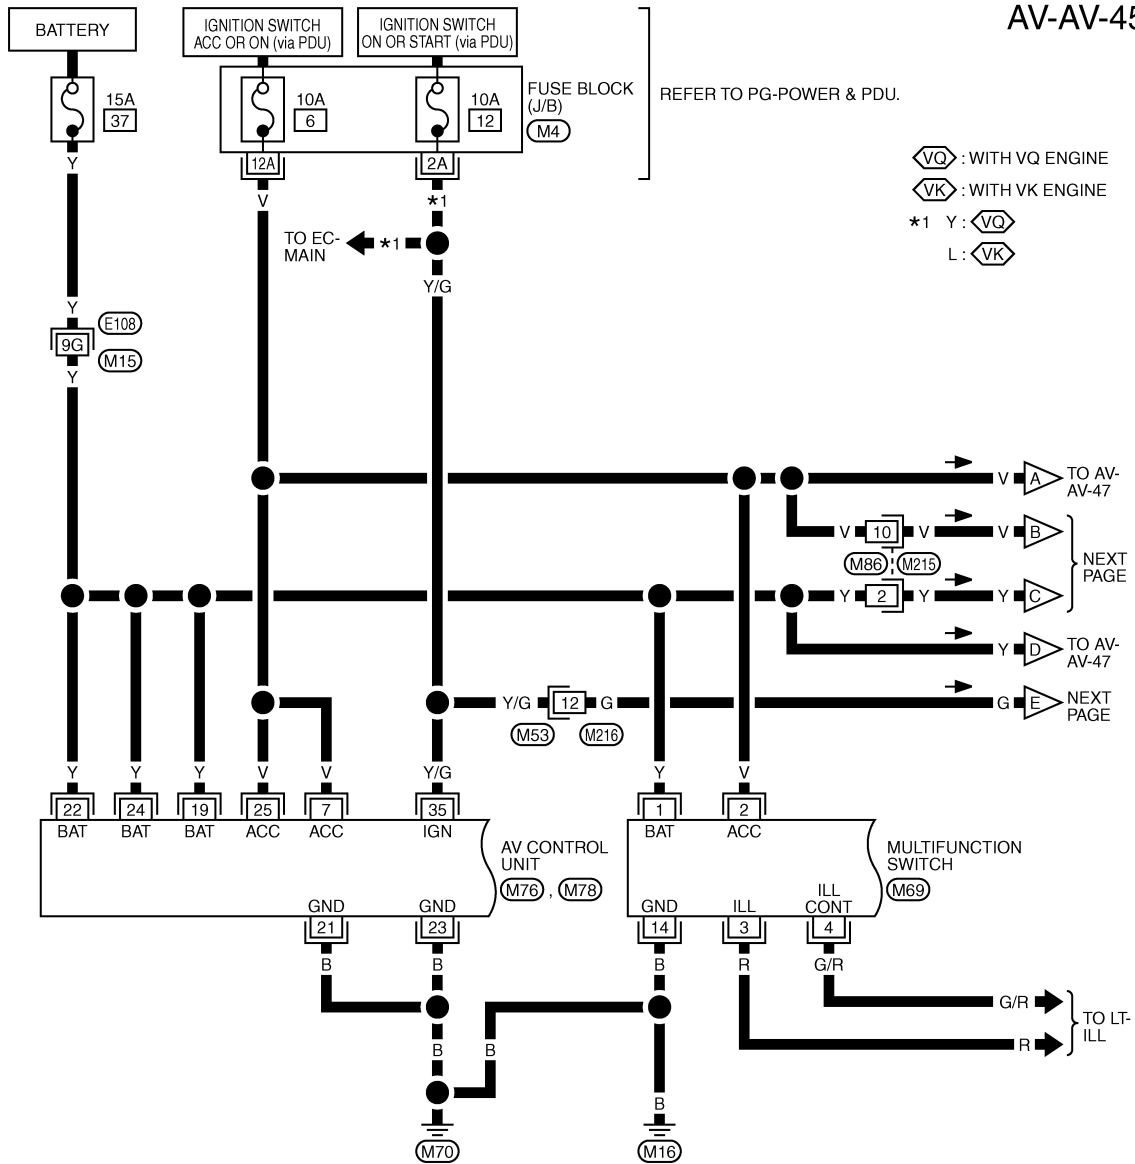 AV-AV-45
BATTERY
IGNITION SWITCH
ACC OR ON (via PDU)
IGNITION SWITCH
ON OR START (via PDU)
15A
37
10A
6
10A
12
FUSE BLOCK
(J/B)
M4
REFER TO PG-POWER & PDU.
12A
2A
VQ : WITH VQ ENGINE
VK : WITH VK ENGINE
*1 Y : VQ
L : VK
Y
V
*1
TO EC-
MAIN
*1
Y/G
Y
E108
9G
M15
Y
V
A
TO AV-
AV-47
V
10
V
V
B
M86
M215
NEXT
PAGE
Y
2
Y
Y
C
Y
D
TO AV-
AV-47
Y/G
12
G
G
E
NEXT
PAGE
M53
M216
Y
Y
Y
V
V
Y/G
Y
V
22
24
19
25
7
35
1
2
BAT
BAT
BAT
ACC
ACC
IGN
BAT
ACC
AV CONTROL
UNIT
M76 , M78
MULTIFUNCTION
SWITCH
M69
GND
GND
GND
ILL
ILL
CONT
21
23
14
3
4
B
B
B
R
G/R
G/R
TO LT-
ILL
R
B
B
B
M70
M16